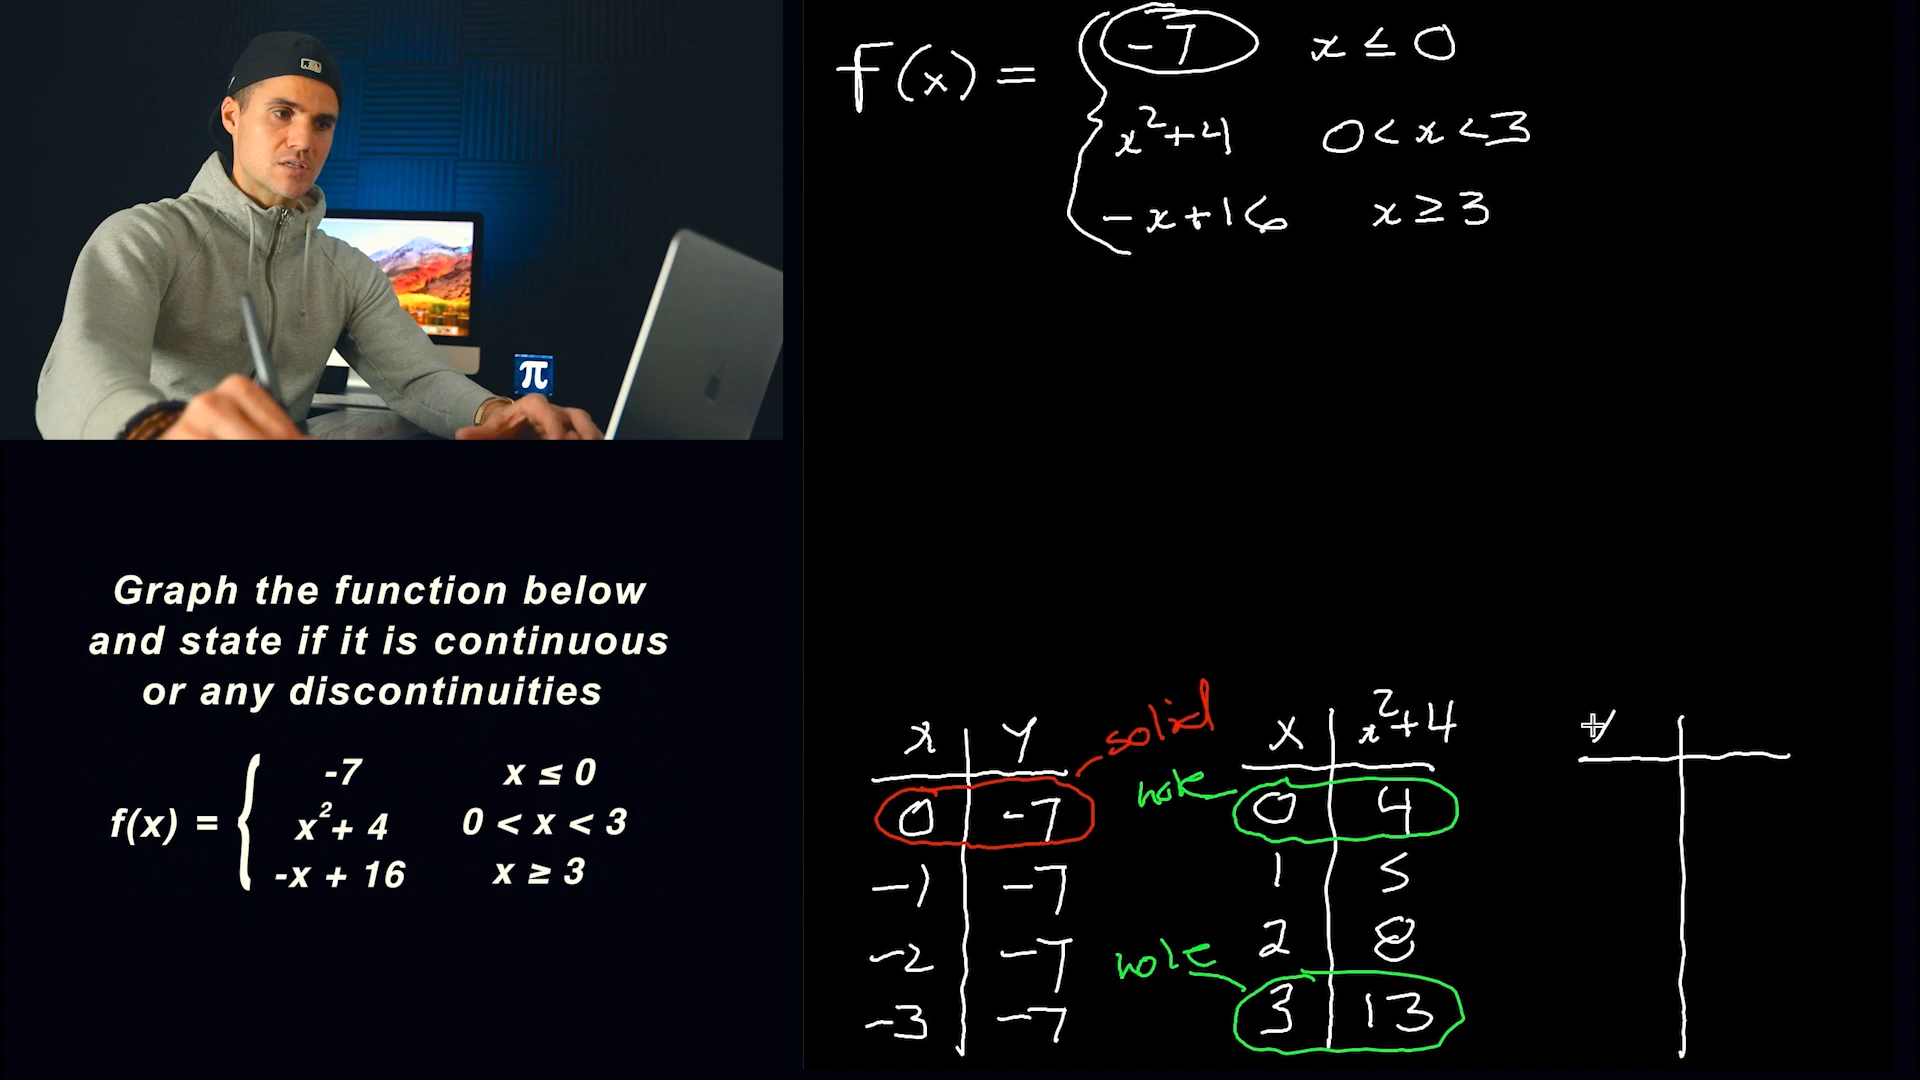 Graph the function below
and state if it is continuous
or any discontinuities
f(x) = { -7 x ≤ 0
x² + 4 0 < x < 3
-x + 16 x ≥ 3
π
f(x) = { -7 x ≤ 0
x² + 4 0 < x < 3
-x + 16 x ≥ 3
x y solid
0 -7
-1 -7
-2 -7
-3 -7
x x² + 4
hole 0 4
1 5
2 8
hole 3 13